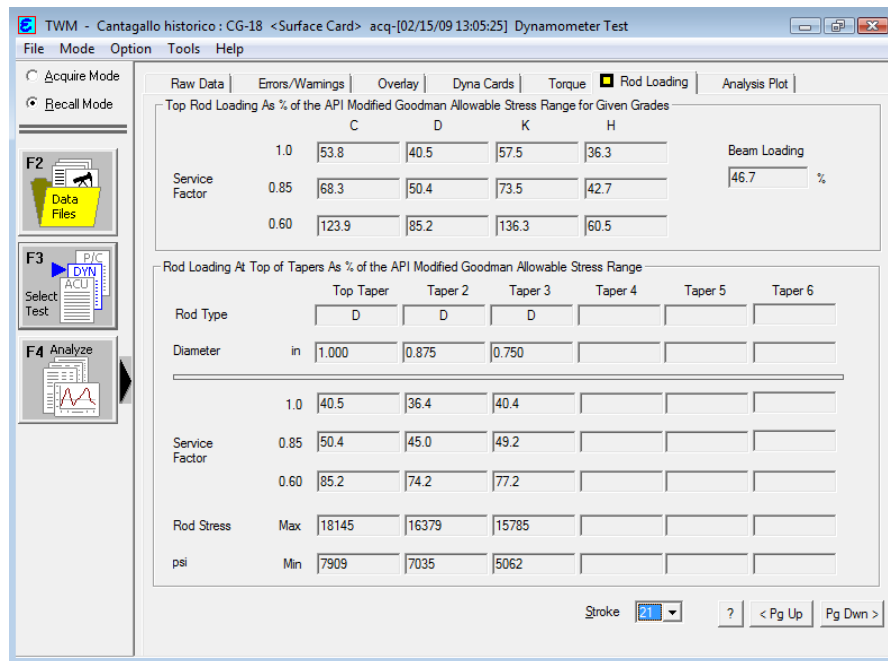 TWM - Cantagallo historico : CG-18 <Surface Card> acq-[02/15/09 13:05:25] Dynamometer Test
File Mode Option Tools Help
Acquire Mode
Recall Mode
F2
Data
Files
F3
P/C
DYN
ACU
Select
Test
F4 Analyze
Raw Data Errors/Warnings Overlay Dyna Cards Torque Rod Loading Analysis Plot
Top Rod Loading As % of the API Modified Goodman Allowable Stress Range for Given Grades
C D K H
1.0 53.8 40.5 57.5 36.3 Beam Loading
Service
Factor 0.85 68.3 50.4 73.5 42.7 46.7 %
0.60 123.9 85.2 136.3 60.5
Rod Loading At Top of Tapers As % of the API Modified Goodman Allowable Stress Range
Top Taper Taper 2 Taper 3 Taper 4 Taper 5 Taper 6
Rod Type D D D
Diameter in 1.000 0.875 0.750
1.0 40.5 36.4 40.4
Service
Factor 0.85 50.4 45.0 49.2
0.60 85.2 74.2 77.2
Rod Stress Max 18145 16379 15785
psi Min 7909 7035 5062
Stroke 21 ? < Pg Up Pg Dwn >